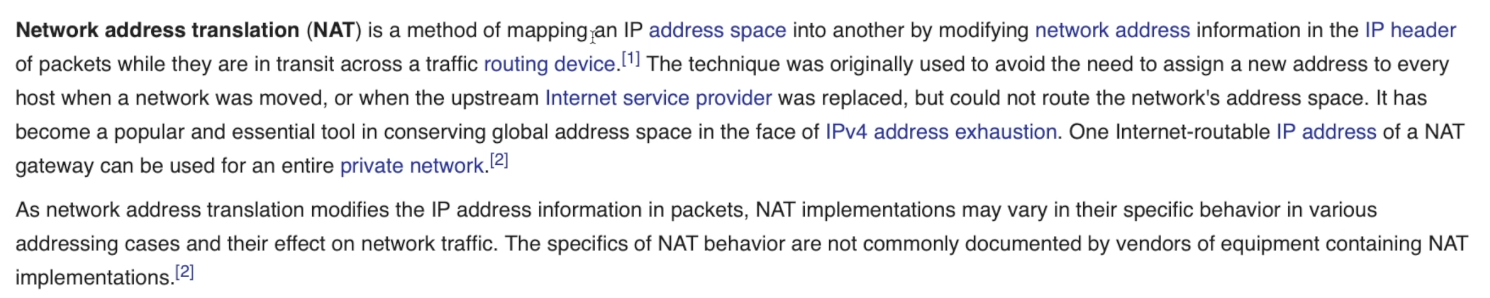 Network address translation (NAT) is a method of mapping an IP address space into another by modifying network address information in the IP header
of packets while they are in transit across a traffic routing device.[1] The technique was originally used to avoid the need to assign a new address to every
host when a network was moved, or when the upstream Internet service provider was replaced, but could not route the network's address space. It has
become a popular and essential tool in conserving global address space in the face of IPv4 address exhaustion. One Internet-routable IP address of a NAT
gateway can be used for an entire private network.[2]
As network address translation modifies the IP address information in packets, NAT implementations may vary in their specific behavior in various
addressing cases and their effect on network traffic. The specifics of NAT behavior are not commonly documented by vendors of equipment containing NAT
implementations.[2]